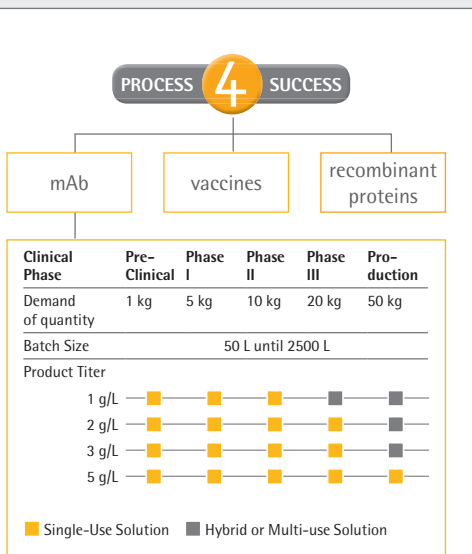 PROCESS 4 SUCCESS
mAb
vaccines
recombinant
proteins
Clinical Pre- Phase Phase Phase Pro-
Phase Clinical I II III duction
Demand 1 kg 5 kg 10 kg 20 kg 50 kg
of quantity
Batch Size 50 L until 2500 L
Product Titer
1 g/L
2 g/L
3 g/L
5 g/L
Single-Use Solution Hybrid or Multi-use Solution